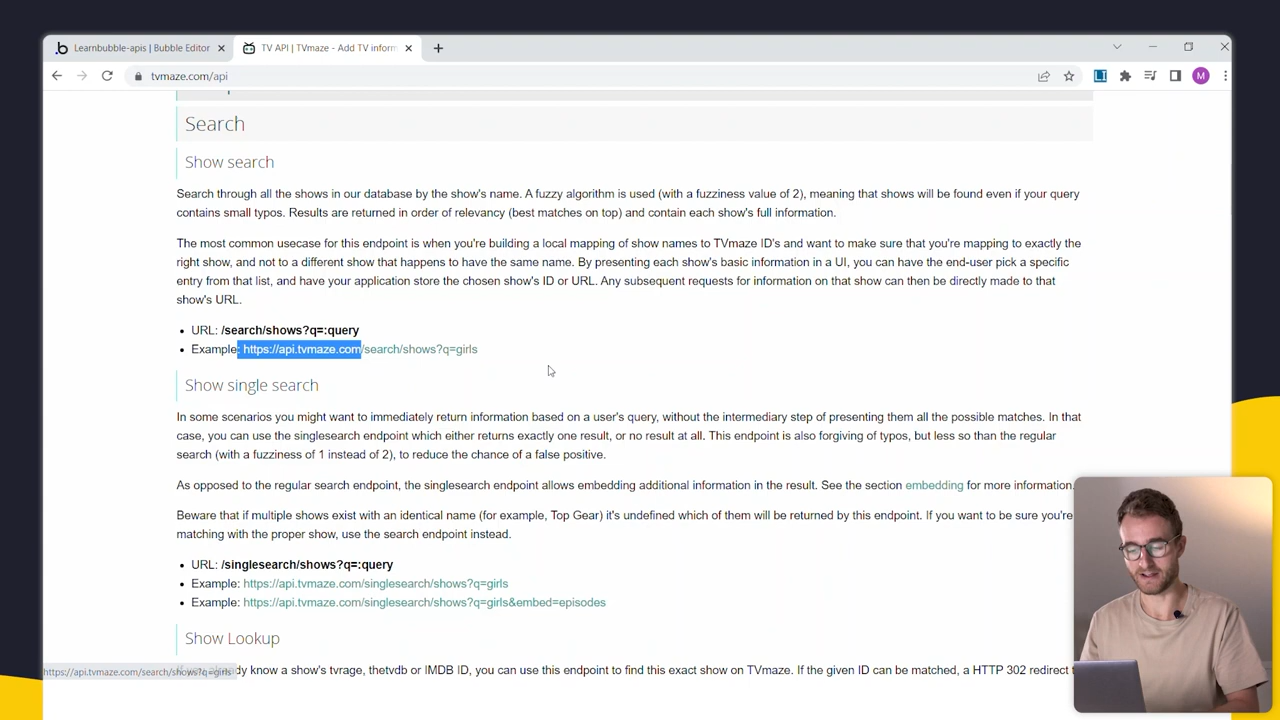 Learnbubble-apis | Bubble Editor
TV API | TVmaze - Add TV inform
tvmaze.com/api
M
Search
Show search
Search through all the shows in our database by the show's name. A fuzzy algorithm is used (with a fuzziness value of 2), meaning that shows will be found even if your query
contains small typos. Results are returned in order of relevancy (best matches on top) and contain each show's full information.
The most common usecase for this endpoint is when you're building a local mapping of show names to TVmaze ID's and want to make sure that you're mapping to exactly the
right show, and not to a different show that happens to have the same name. By presenting each show's basic information in a UI, you can have the end-user pick a specific
entry from that list, and have your application store the chosen show's ID or URL. Any subsequent requests for information on that show can then be directly made to that
show's URL.
• URL: /search/shows?q=:query
• Example: https://api.tvmaze.com/search/shows?q=girls
Show single search
In some scenarios you might want to immediately return information based on a user's query, without the intermediary step of presenting them all the possible matches. In that
case, you can use the singlesearch endpoint which either returns exactly one result, or no result at all. This endpoint is also forgiving of typos, but less so than the regular
search (with a fuzziness of 1 instead of 2), to reduce the chance of a false positive.
As opposed to the regular search endpoint, the singlesearch endpoint allows embedding additional information in the result. See the section embedding for more information.
Beware that if multiple shows exist with an identical name (for example, Top Gear) it's undefined which of them will be returned by this endpoint. If you want to be sure you're
matching with the proper show, use the search endpoint instead.
• URL: /singlesearch/shows?q=:query
• Example: https://api.tvmaze.com/singlesearch/shows?q=girls
• Example: https://api.tvmaze.com/singlesearch/shows?q=girls&embed=episodes
Show Lookup
dy know a show's tvrage, thetvdb or IMDB ID, you can use this endpoint to find this exact show on TVmaze. If the given ID can be matched, a HTTP 302 redirect
https://api.tvmaze.com/search/shows?q=girls